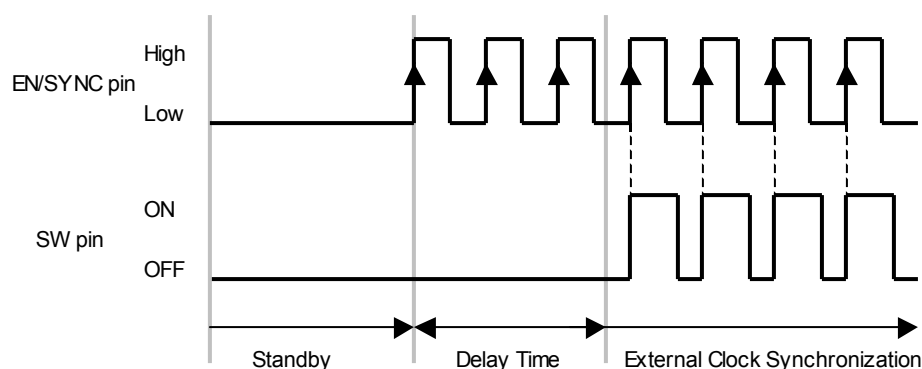 High
EN/SYNC pin
Low
ON
SW pin
OFF
Standby
Delay Time
External Clock Synchronization